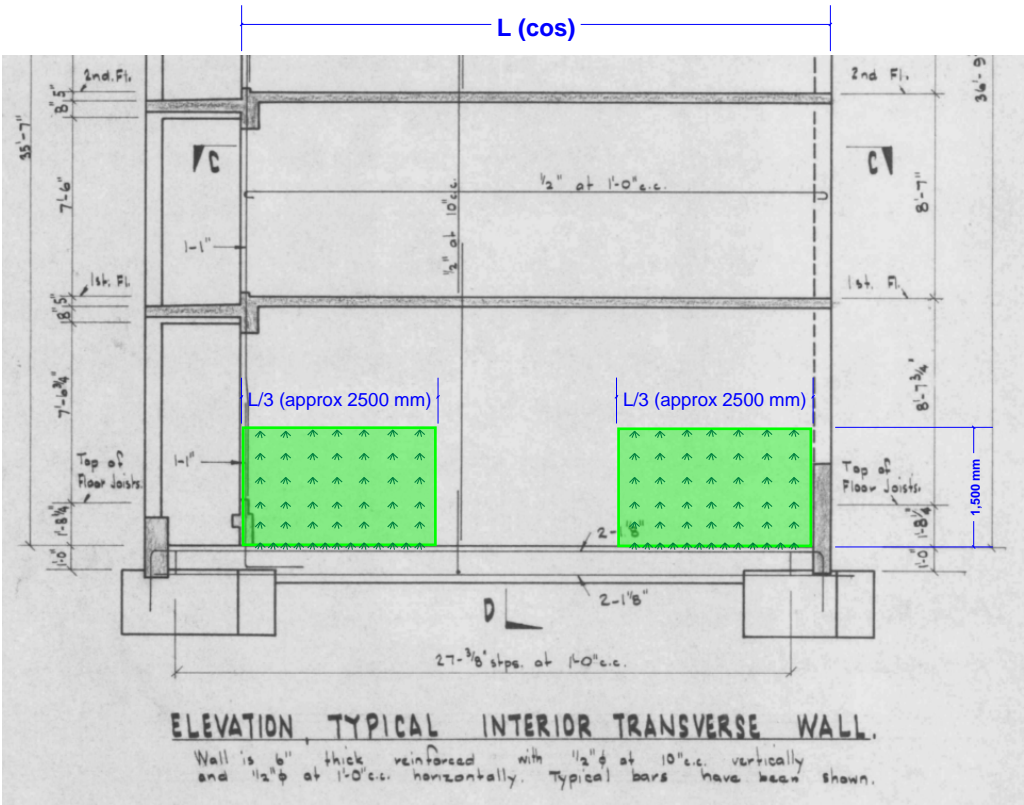 L (cos)
2nd. Fl.
2nd Fl.
5"
8"
35'-7"
36'-9"
C
C
7'-6"
1/2" at 1'-0" c.c.
1/2" at 10" c.c.
8'-7"
1-1"
1st. Fl.
1st. Fl.
5"
8"
7'-6 3/4"
L/3 (approx 2500 mm)
L/3 (approx 2500 mm)
8'-7 3/4"
1-1"
Top of
Floor Joists.
Top of
Floor Joists.
1,500 mm
1'-8 1/4"
1'-8 1/4"
1'-0"
1'-0"
2-1 1/8"
D
27-3/8" stps. at 1'-0" c.c.
ELEVATION, TYPICAL INTERIOR TRANSVERSE WALL.
Wall is 6" thick reinforced with 1/2"φ at 10" c.c. vertically
and 1/2"φ at 1'-0" c.c. horizontally. Typical bars have been shown.